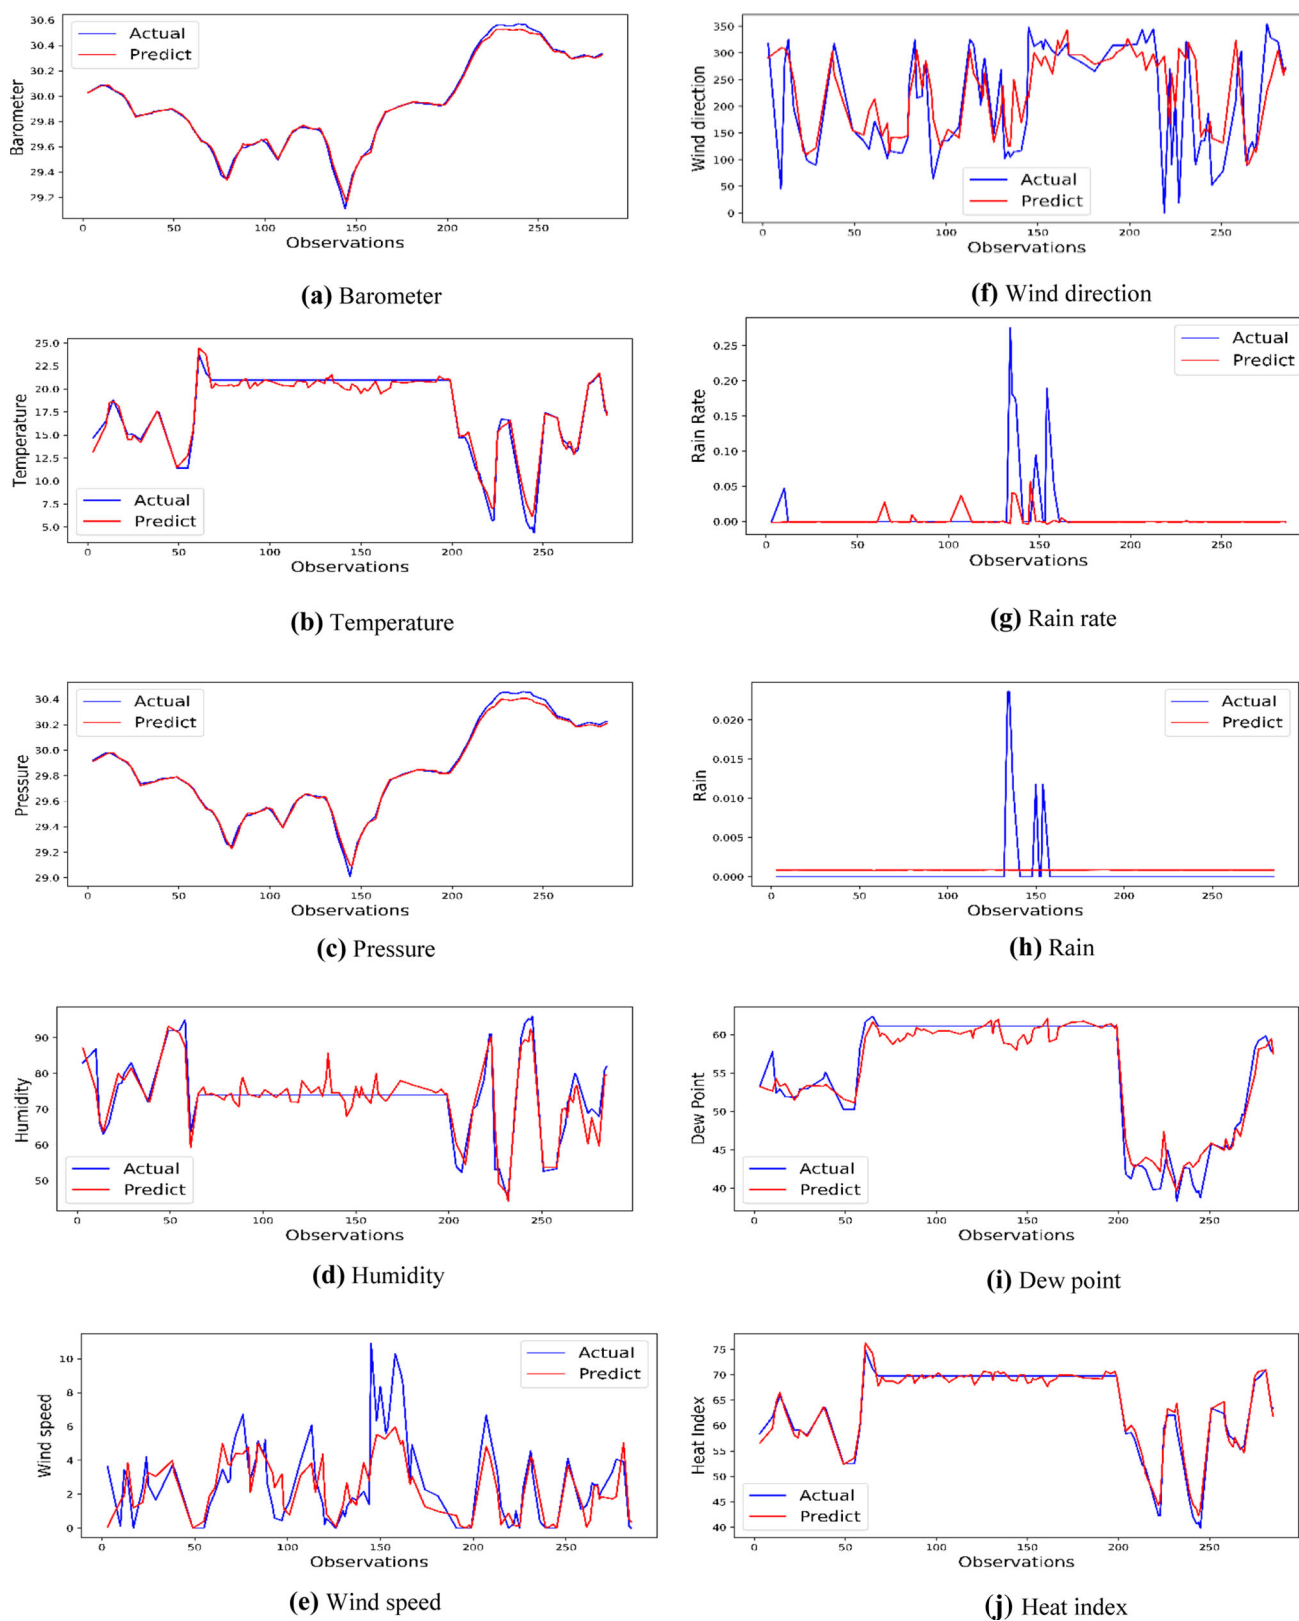 30.6
30.4
30.2
30.0
29.8
29.6
29.4
29.2
Barometer
Actual
Predict
0 50 100 150 200 250
Observations
(a) Barometer
350
300
250
200
150
100
50
0
Wind direction
Actual
Predict
0 50 100 150 200 250
Observations
(f) Wind direction
25.0
22.5
20.0
17.5
15.0
12.5
10.0
7.5
5.0
Temperature
Actual
Predict
0 50 100 150 200 250
Observations
(b) Temperature
0.25
0.20
0.15
0.10
0.05
0.00
Rain Rate
Actual
Predict
0 50 100 150 200 250
Observations
(g) Rain rate
30.4
30.2
30.0
29.8
29.6
29.4
29.2
29.0
Pressure
Actual
Predict
0 50 100 150 200 250
Observations
(c) Pressure
0.020
0.015
0.010
0.005
0.000
Rain
Actual
Predict
0 50 100 150 200 250
Observations
(h) Rain
90
80
70
60
50
Humidity
Actual
Predict
0 50 100 150 200 250
Observations
(d) Humidity
60
55
50
45
40
Dew Point
Actual
Predict
0 50 100 150 200 250
Observations
(i) Dew point
10
8
6
4
2
0
Wind speed
Actual
Predict
0 50 100 150 200 250
Observations
(e) Wind speed
75
70
65
60
55
50
45
40
Heat Index
Actual
Predict
0 50 100 150 200 250
Observations
(j) Heat index